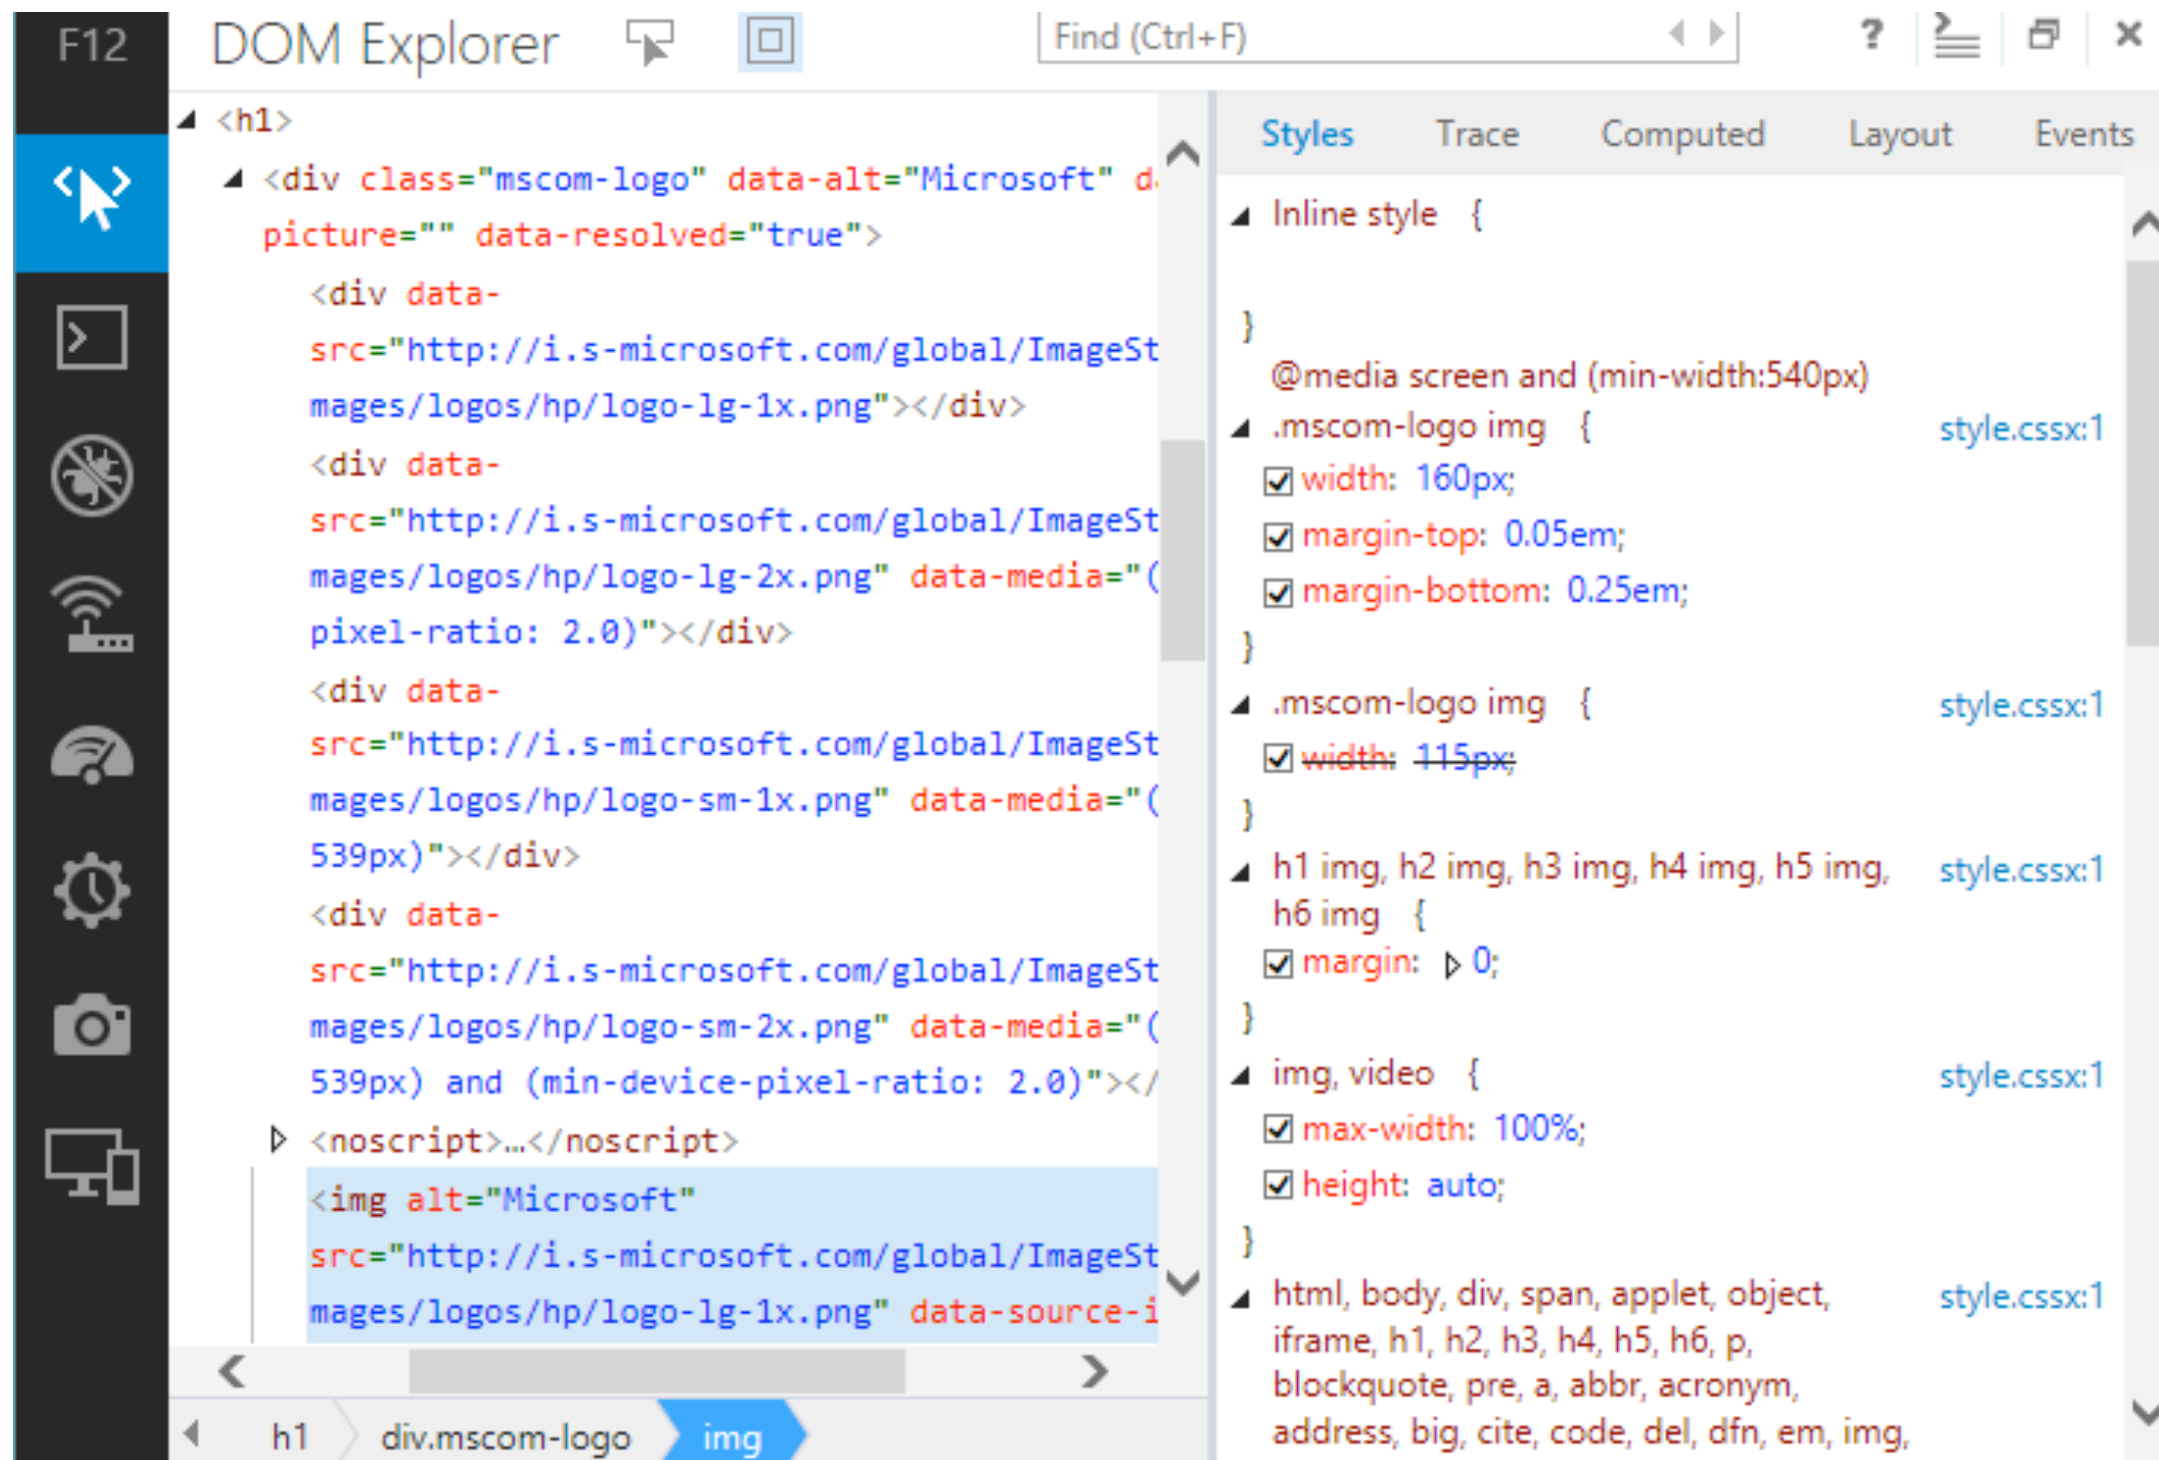 F12
DOM Explorer
Find (Ctrl+F)
?
<h1>
<div class="mscom-logo" data-alt="Microsoft" d
picture="" data-resolved="true">
<div data-
src="http://i.s-microsoft.com/global/ImageSt
mages/logos/hp/logo-lg-1x.png"></div>
<div data-
src="http://i.s-microsoft.com/global/ImageSt
mages/logos/hp/logo-lg-2x.png" data-media="(
pixel-ratio: 2.0)"></div>
<div data-
src="http://i.s-microsoft.com/global/ImageSt
mages/logos/hp/logo-sm-1x.png" data-media="(
539px)"></div>
<div data-
src="http://i.s-microsoft.com/global/ImageSt
mages/logos/hp/logo-sm-2x.png" data-media="(
539px) and (min-device-pixel-ratio: 2.0)"></
<noscript>…</noscript>
<img alt="Microsoft"
src="http://i.s-microsoft.com/global/ImageSt
mages/logos/hp/logo-lg-1x.png" data-source-i
h1 div.mscom-logo img
Styles Trace Computed Layout Events
Inline style {
}
@media screen and (min-width:540px)
.mscom-logo img { style.cssx:1
width: 160px;
margin-top: 0.05em;
margin-bottom: 0.25em;
}
.mscom-logo img { style.cssx:1
width: 115px;
}
h1 img, h2 img, h3 img, h4 img, h5 img, style.cssx:1
h6 img {
margin: 0;
}
img, video { style.cssx:1
max-width: 100%;
height: auto;
}
html, body, div, span, applet, object, style.cssx:1
iframe, h1, h2, h3, h4, h5, h6, p,
blockquote, pre, a, abbr, acronym,
address, big, cite, code, del, dfn, em, img,